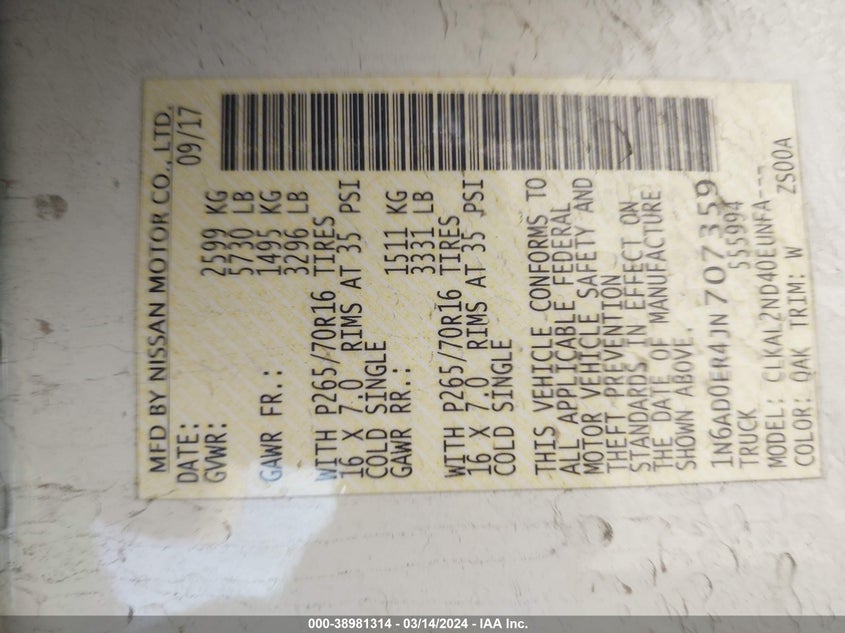 MFD BY NISSAN MOTOR CO., LTD.
DATE: 09/17
GVWR: 2599 KG
5730 LB
GAWR FR.: 1495 KG
3296 LB
WITH P265/70R16 TIRES
16 X 7.0 RIMS AT 35 PSI
COLD SINGLE
GAWR RR.: 1511 KG
3331 LB
WITH P265/70R16 TIRES
16 X 7.0 RIMS AT 35 PSI
COLD SINGLE
THIS VEHICLE CONFORMS TO
ALL APPLICABLE FEDERAL
MOTOR VEHICLE SAFETY AND
THEFT PREVENTION
STANDARDS IN EFFECT ON
THE DATE OF MANUFACTURE
SHOWN ABOVE.
1N6AD0ER4JN707359
TRUCK 555994
MODEL: CLKAL2ND40EUNFA---
COLOR: QAK TRIM: W ZS00A
000-38981314 - 03/14/2024 - IAA Inc.